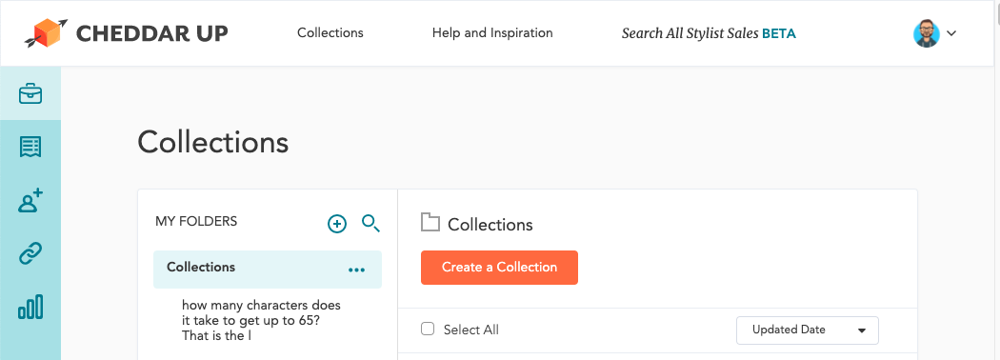 CHEDDAR UP
Collections
Help and Inspiration
Search All Stylist Sales BETA
Collections
MY FOLDERS
Collections
how many characters does
it take to get up to 65?
That is the l
Collections
Create a Collection
Select All
Updated Date